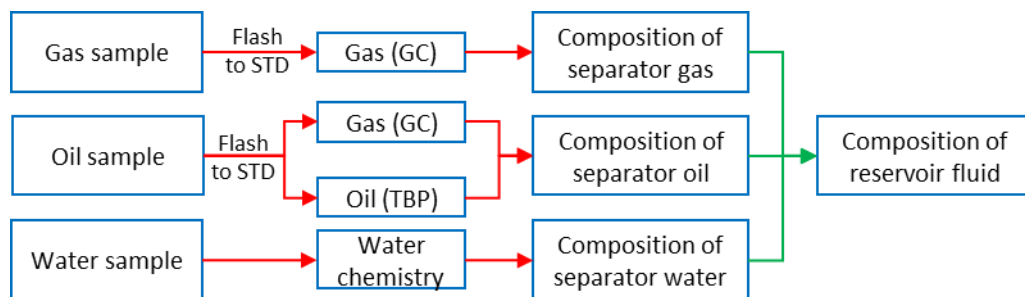 Gas sample
Flash
to STD
Gas (GC)
Composition of
separator gas
Oil sample
Flash
to STD
Gas (GC)
Oil (TBP)
Composition of
separator oil
Composition of
reservoir fluid
Water sample
Water
chemistry
Composition of
separator water